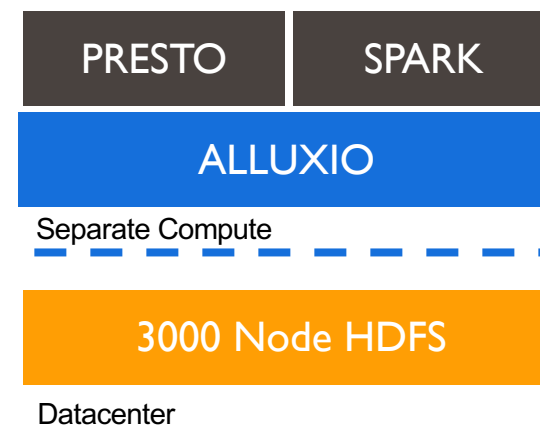 PRESTO SPARK
ALLUXIO
Separate Compute
3000 Node HDFS
Datacenter